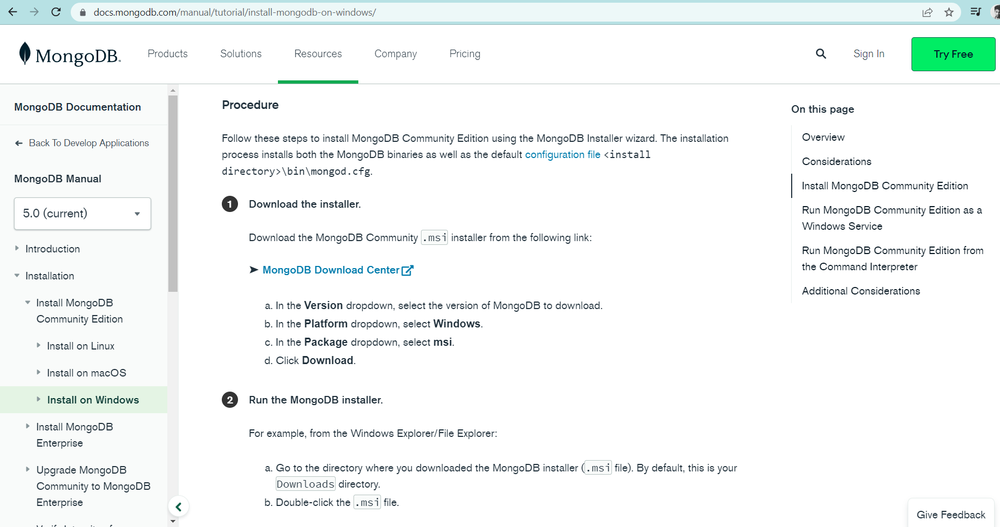 docs.mongodb.com/manual/tutorial/install-mongodb-on-windows/
MongoDB.
Products
Solutions
Resources
Company
Pricing
Sign In
Try Free
MongoDB Documentation
Back To Develop Applications
MongoDB Manual
5.0 (current)
Introduction
Installation
Install MongoDB
Community Edition
Install on Linux
Install on macOS
Install on Windows
Install MongoDB
Enterprise
Upgrade MongoDB
Community to MongoDB
Enterprise
Procedure
Follow these steps to install MongoDB Community Edition using the MongoDB Installer wizard. The installation
process installs both the MongoDB binaries as well as the default configuration file <install
directory>\bin\mongod.cfg.
1 Download the installer.
Download the MongoDB Community .msi installer from the following link:
➤ MongoDB Download Center
a. In the Version dropdown, select the version of MongoDB to download.
b. In the Platform dropdown, select Windows.
c. In the Package dropdown, select msi.
d. Click Download.
2 Run the MongoDB installer.
For example, from the Windows Explorer/File Explorer:
a. Go to the directory where you downloaded the MongoDB installer (.msi file). By default, this is your
Downloads directory.
b. Double-click the .msi file.
On this page
Overview
Considerations
Install MongoDB Community Edition
Run MongoDB Community Edition as a
Windows Service
Run MongoDB Community Edition from
the Command Interpreter
Additional Considerations
Give Feedback